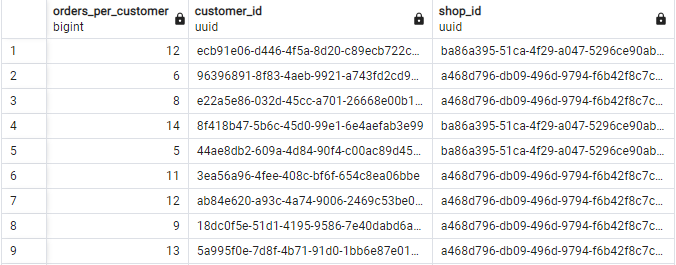 orders_per_customer customer_id shop_id
bigint uuid uuid
1 12 ecb91e06-d446-4f5a-8d20-c89ecb722c... ba86a395-51ca-4f29-a047-5296ce90ab...
2 6 96396891-8f83-4aeb-9921-a743fd2cd9... a468d796-db09-496d-9794-f6b42f8c7c...
3 8 e22a5e86-032d-45cc-a701-26668e00b1... a468d796-db09-496d-9794-f6b42f8c7c...
4 14 8f418b47-5b6c-45d0-99e1-6e4aefab3e99 ba86a395-51ca-4f29-a047-5296ce90ab...
5 5 44ae8db2-609a-4d84-90f4-c00ac89d45... ba86a395-51ca-4f29-a047-5296ce90ab...
6 11 3ea56a96-4fee-408c-bf6f-654c8ea06bbe a468d796-db09-496d-9794-f6b42f8c7c...
7 12 ab84e620-a93c-4a74-9006-2469c53be0... a468d796-db09-496d-9794-f6b42f8c7c...
8 9 18dc0f5e-51d1-4195-9586-7e40dabd6a... a468d796-db09-496d-9794-f6b42f8c7c...
9 13 5a995f0e-7d8f-4b71-91d0-1bb6e87e01... a468d796-db09-496d-9794-f6b42f8c7c...